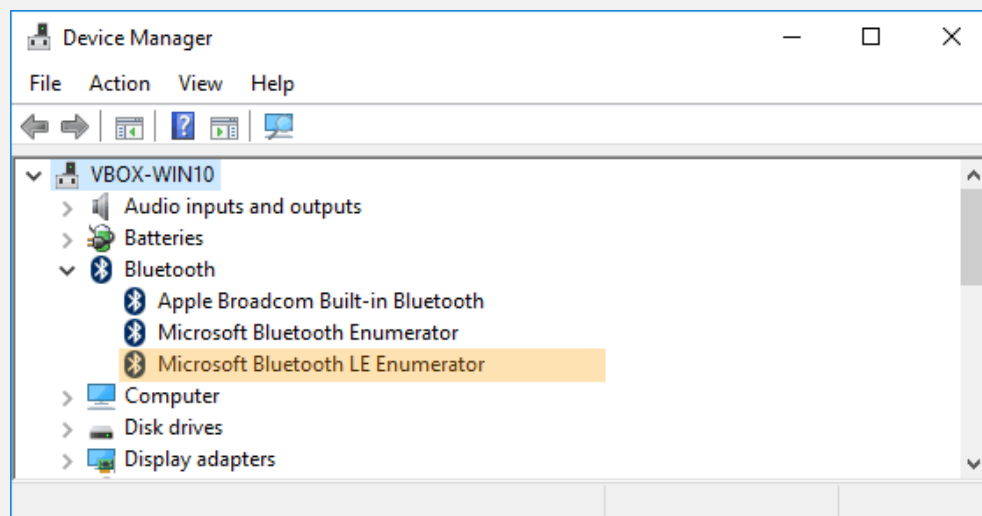 Device Manager
File Action View Help
VBOX-WIN10
Audio inputs and outputs
Batteries
Bluetooth
Apple Broadcom Built-in Bluetooth
Microsoft Bluetooth Enumerator
Microsoft Bluetooth LE Enumerator
Computer
Disk drives
Display adapters